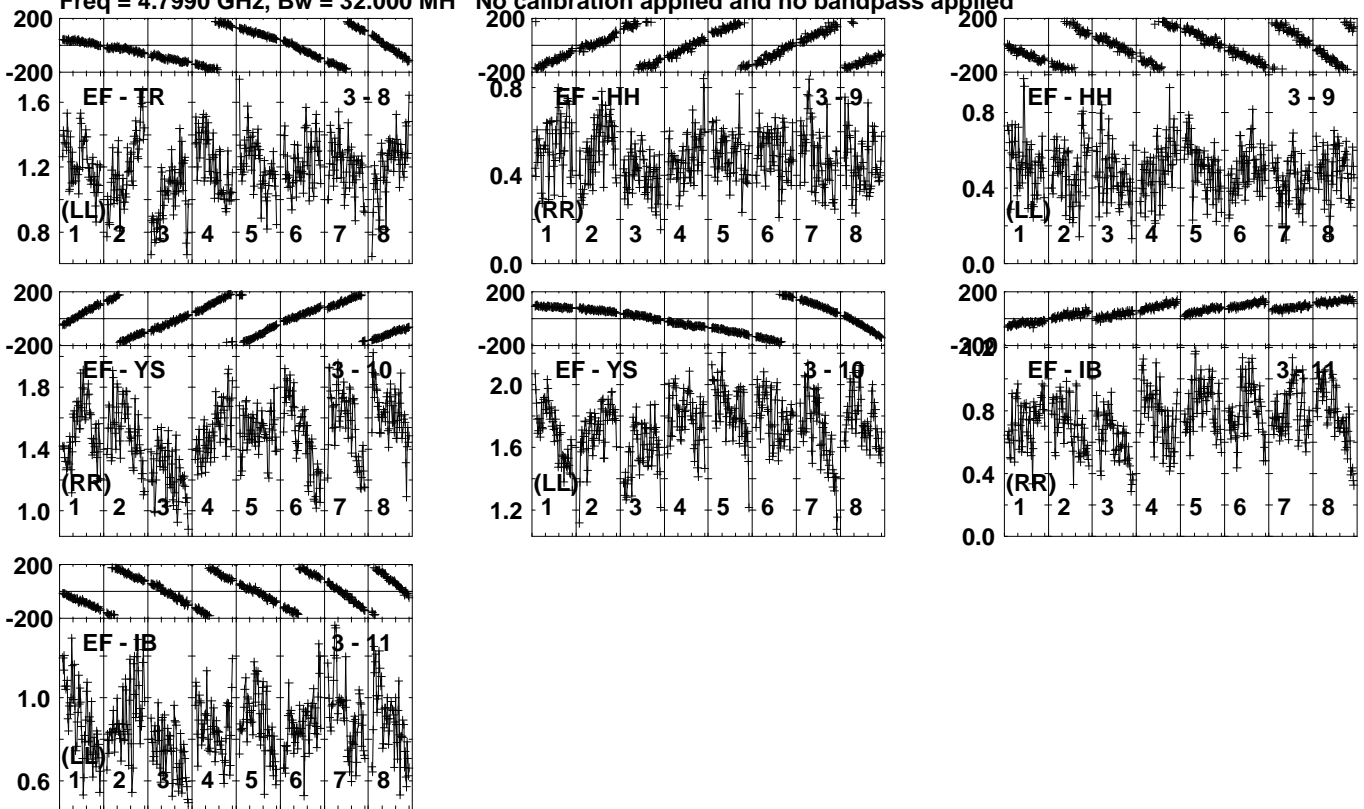 Freq = 4.7990 GHz, Bw = 32.000 MH No calibration applied and no bandpass applied
200
-200
1.6
1.2
0.8
EF - TR 3 - 8
(LL)
1 2 3 4 5 6 7 8
200
-200
0.8
0.4
0.0
EF - HH 3 - 9
(RR)
1 2 3 4 5 6 7 8
200
-200
0.8
0.4
0.0
EF - HH 3 - 9
(LL)
1 2 3 4 5 6 7 8
200
-200
1.8
1.4
1.0
EF - YS 3 - 10
(RR)
1 2 3 4 5 6 7 8
200
-200
2.0
1.6
1.2
EF - YS 3 - 10
(LL)
1 2 3 4 5 6 7 8
200
-200
1.2
0.8
0.4
0.0
EF - IB 3 - 11
(RR)
1 2 3 4 5 6 7 8
200
-200
1.0
0.6
EF - IB 3 - 11
(LL)
1 2 3 4 5 6 7 8